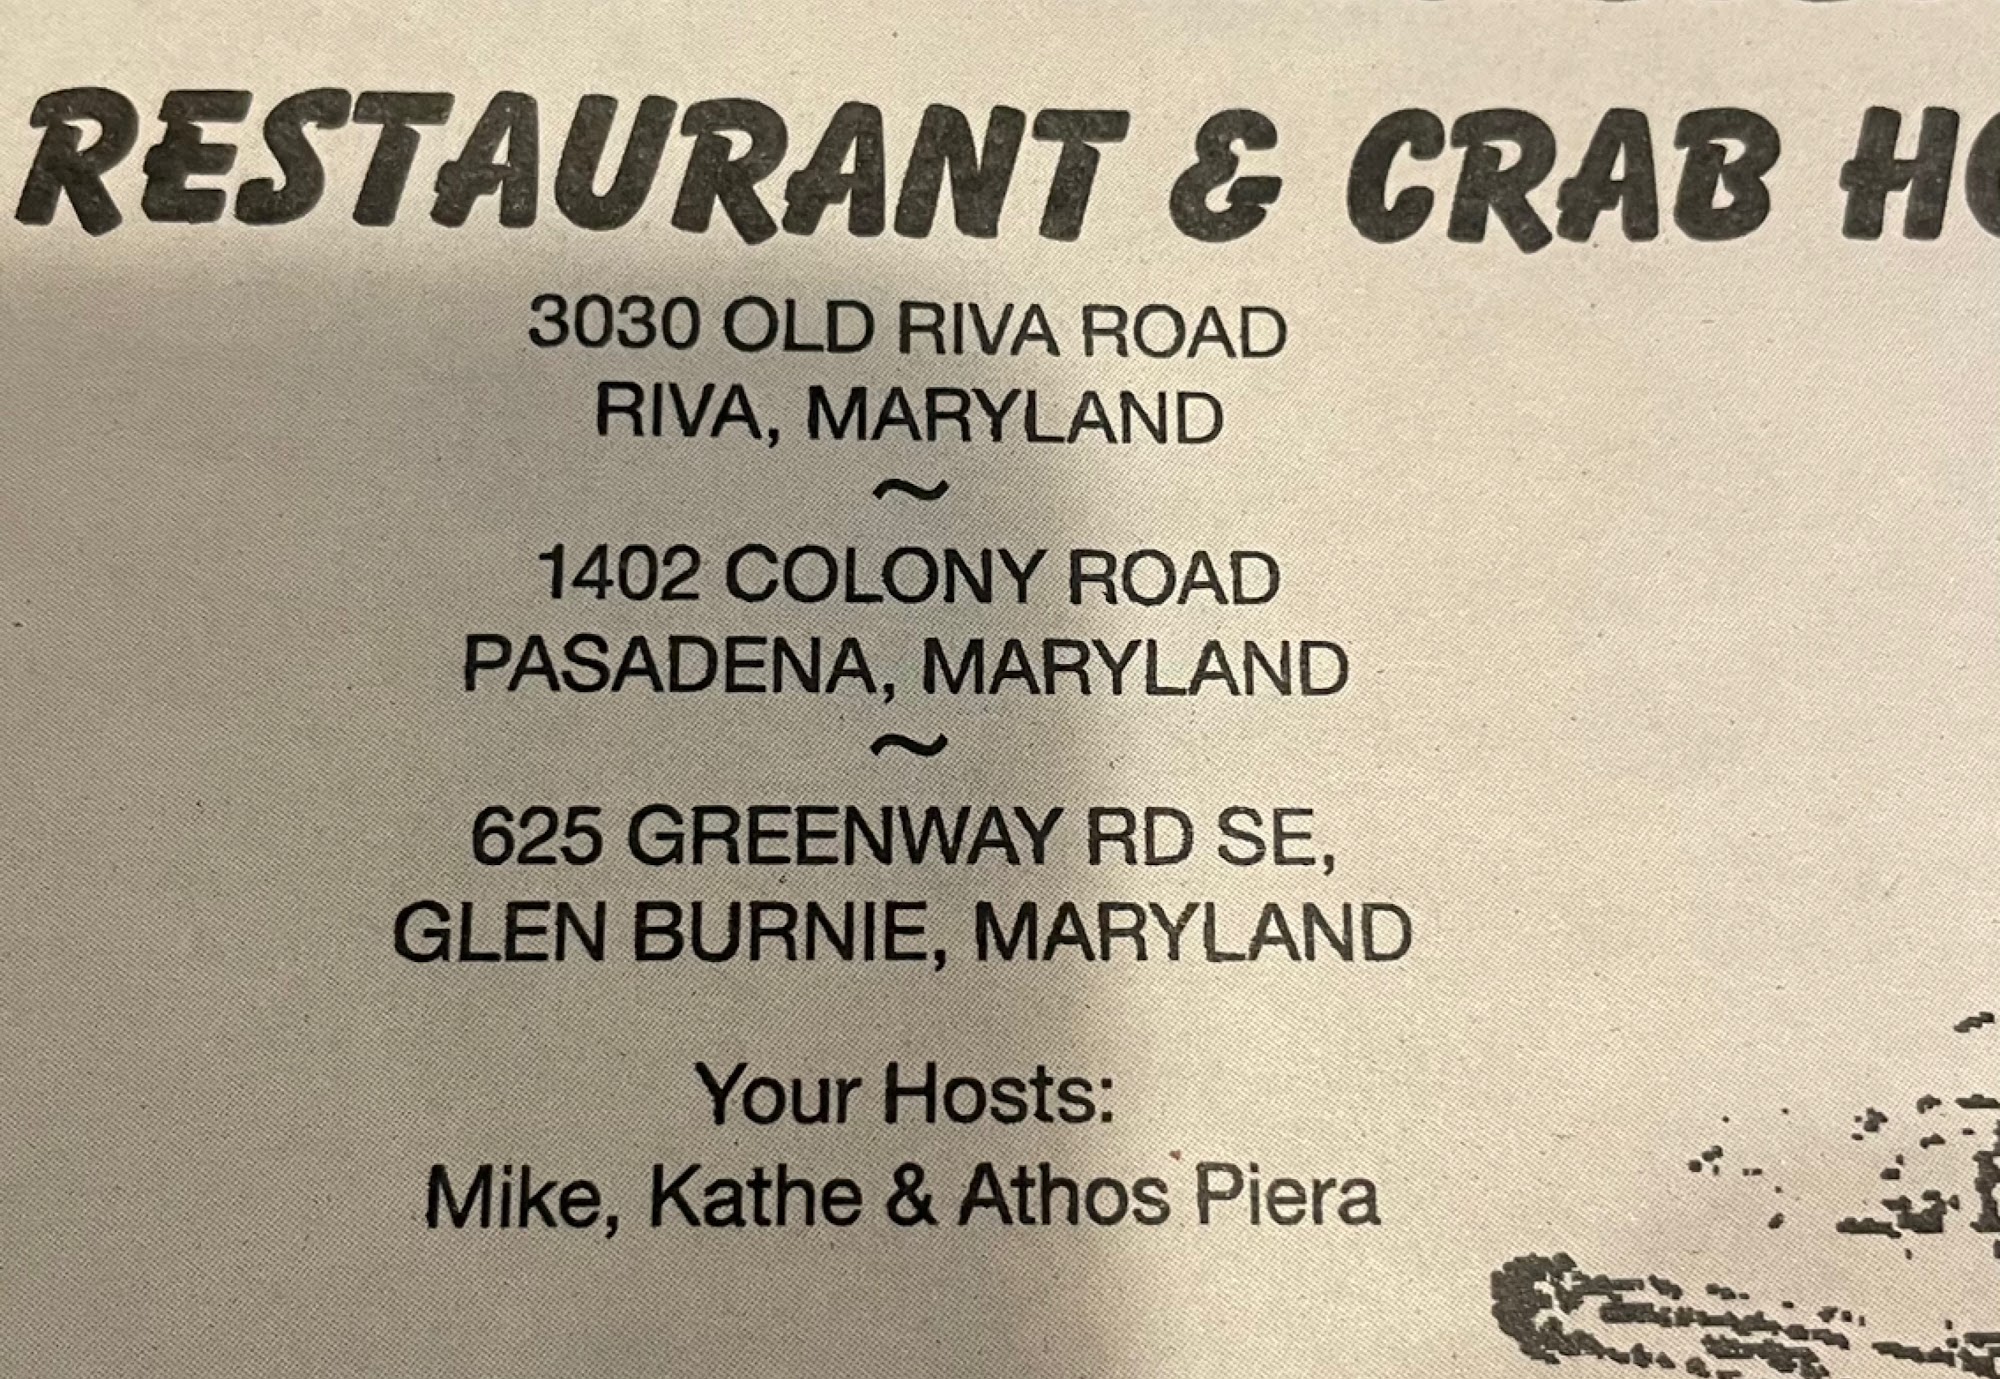 RESTAURANT & CRAB
3030 OLD RIVA ROAD
RIVA, MARYLAND
~
1402 COLONY ROAD
PASADENA, MARYLAND
~
625 GREENWAY RD SE,
GLEN BURNIE, MARYLAND
Your Hosts:
Mike, Kathe & Athos Piera